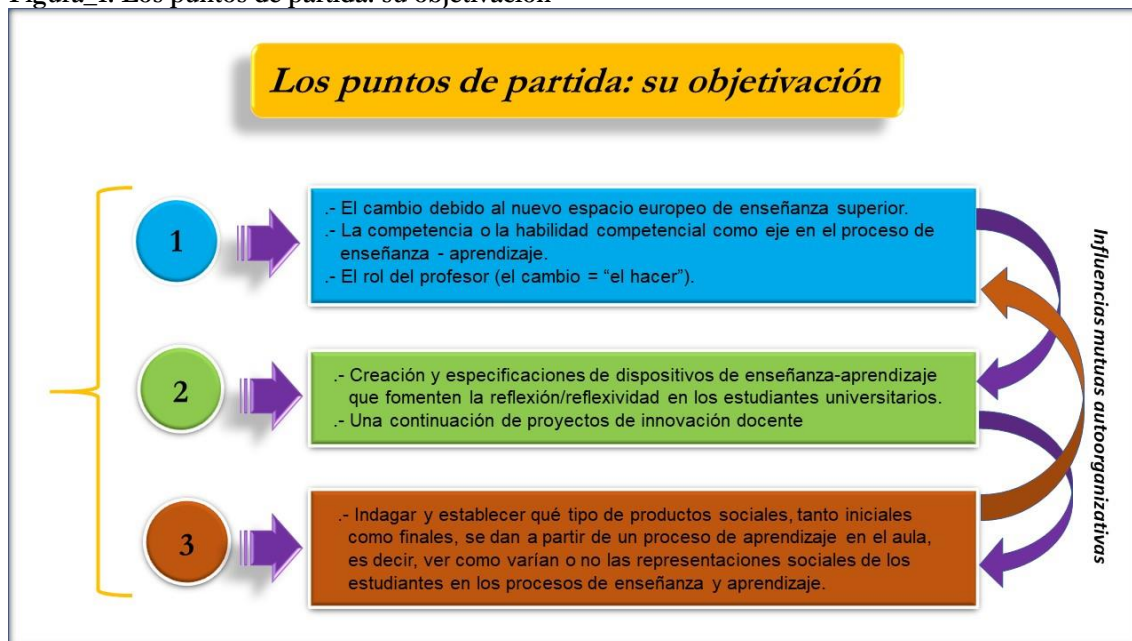 Figura_1. Los puntos de partida: su objetivación
Los puntos de partida: su objetivación
1
.- El cambio debido al nuevo espacio europeo de enseñanza superior.
.- La competencia o la habilidad competencial como eje en el proceso de
enseñanza - aprendizaje.
.- El rol del profesor (el cambio = “el hacer”).
2
.- Creación y especificaciones de dispositivos de enseñanza-aprendizaje
que fomenten la reflexión/reflexividad en los estudiantes universitarios.
.- Una continuación de proyectos de innovación docente
3
.- Indagar y establecer qué tipo de productos sociales, tanto iniciales
como finales, se dan a partir de un proceso de aprendizaje en el aula,
es decir, ver como varían o no las representaciones sociales de los
estudiantes en los procesos de enseñanza y aprendizaje.
Influencias mutuas autoorganizativas